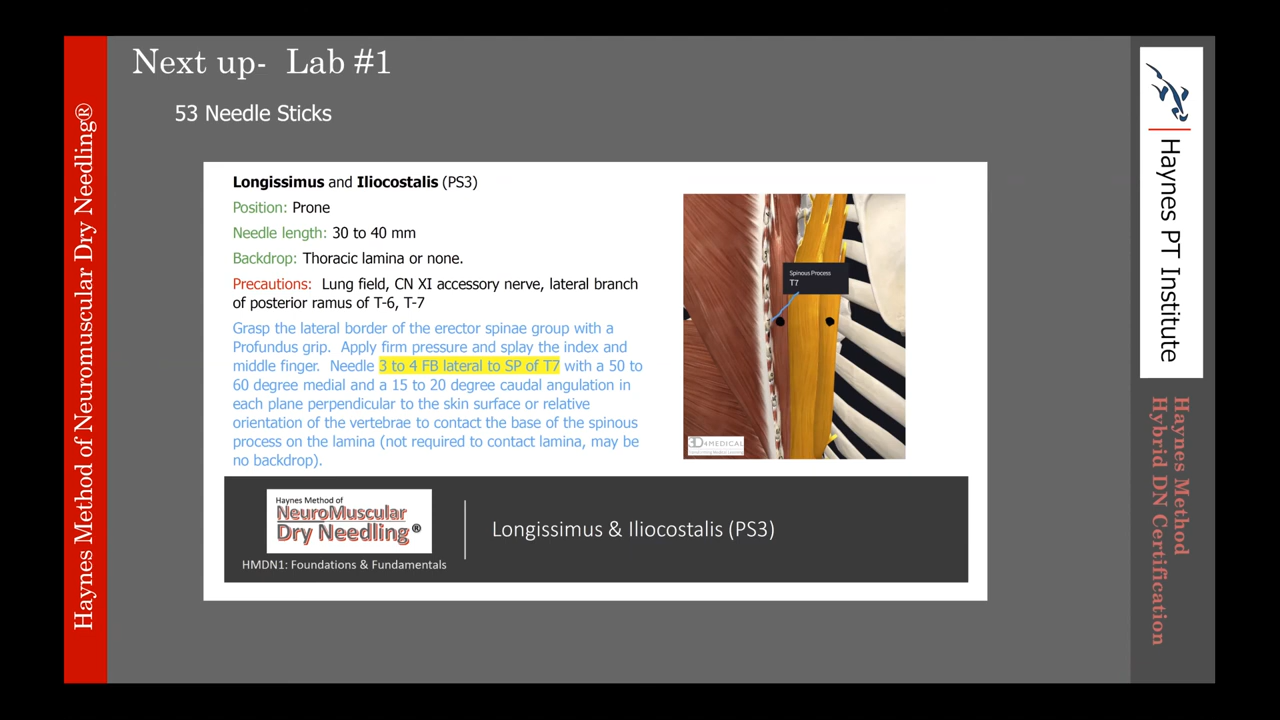 Haynes Method of Neuromuscular Dry Needling®
Next up-  Lab #1
53 Needle Sticks
Longissimus and Iliocostalis (PS3)
Position: Prone
Needle length: 30 to 40 mm
Backdrop: Thoracic lamina or none.
Precautions:  Lung field, CN XI accessory nerve, lateral branch
of posterior ramus of T-6, T-7
Grasp the lateral border of the erector spinae group with a
Profundus grip.  Apply firm pressure and splay the index and
middle finger.  Needle 3 to 4 FB lateral to SP of T7 with a 50 to
60 degree medial and a 15 to 20 degree caudal angulation in
each plane perpendicular to the skin surface or relative
orientation of the vertebrae to contact the base of the spinous
process on the lamina (not required to contact lamina, may be
no backdrop).
Spinous Process
T7
3D4MEDICAL
Haynes Method of
NeuroMuscular
Dry Needling®
HMDN1: Foundations & Fundamentals
Longissimus & Iliocostalis (PS3)
Haynes PT Institute
Haynes Method
Hybrid DN Certification